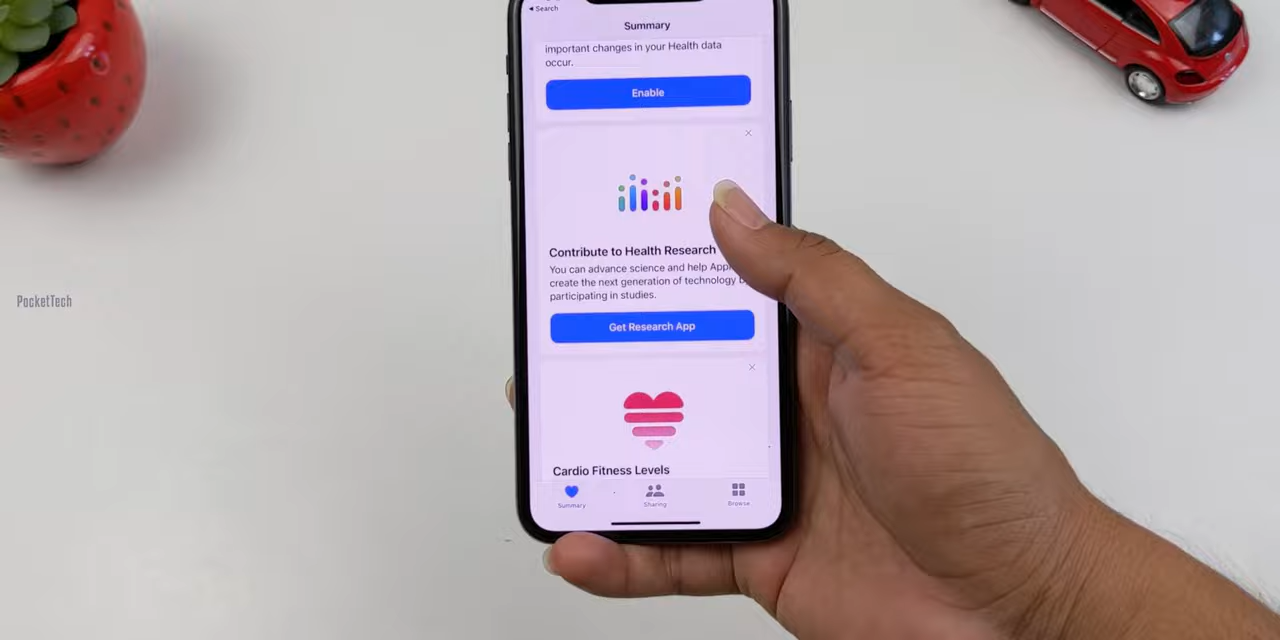 Search
Summary
important changes in your Health data
occur.
Enable
Contribute to Health Research
You can advance science and help
create the next generation of technology
participating in studies.
Get Research App
PocketTech
Cardio Fitness Levels
Summary
Sharing
Browse